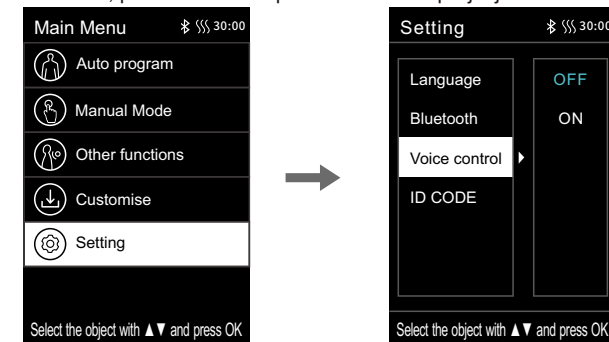 Main Menu 30:00
Auto program
Manual Mode
Other functions
Customise
Setting
Select the object with ▲▼ and press OK
Setting 30:00
Language
Bluetooth
Voice control
ID CODE
OFF
ON
Select the object with ▲▼ and press OK